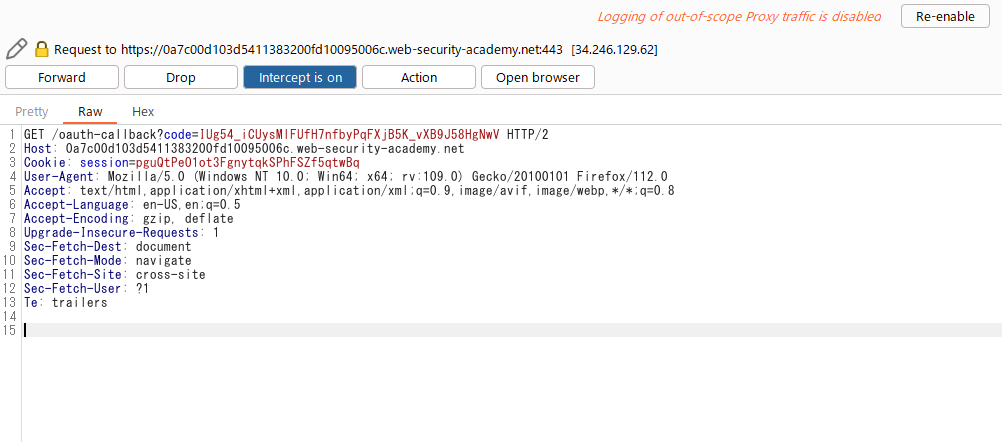 Logging of out-of-scope Proxy traffic is disabled
Re-enable
Request to https://0a7c00d103d5411383200fd10095006c.web-security-academy.net:443 [34.246.129.62]
Forward Drop Intercept is on Action Open browser
Pretty Raw Hex
1 GET /oauth-callback?code=IUg54_iCUysMlFUfH7nfbyPqFXjB5K_vXB9J58HgNwV HTTP/2
2 Host: 0a7c00d103d5411383200fd10095006c.web-security-academy.net
3 Cookie: session=pguQtPeO1ot3FgnytqkSPhFSZf5qtwBq
4 User-Agent: Mozilla/5.0 (Windows NT 10.0; Win64; x64; rv:109.0) Gecko/20100101 Firefox/112.0
5 Accept: text/html,application/xhtml+xml,application/xml;q=0.9,image/avif,image/webp,*/*;q=0.8
6 Accept-Language: en-US,en;q=0.5
7 Accept-Encoding: gzip, deflate
8 Upgrade-Insecure-Requests: 1
9 Sec-Fetch-Dest: document
10 Sec-Fetch-Mode: navigate
11 Sec-Fetch-Site: cross-site
12 Sec-Fetch-User: ?1
13 Te: trailers
14
15